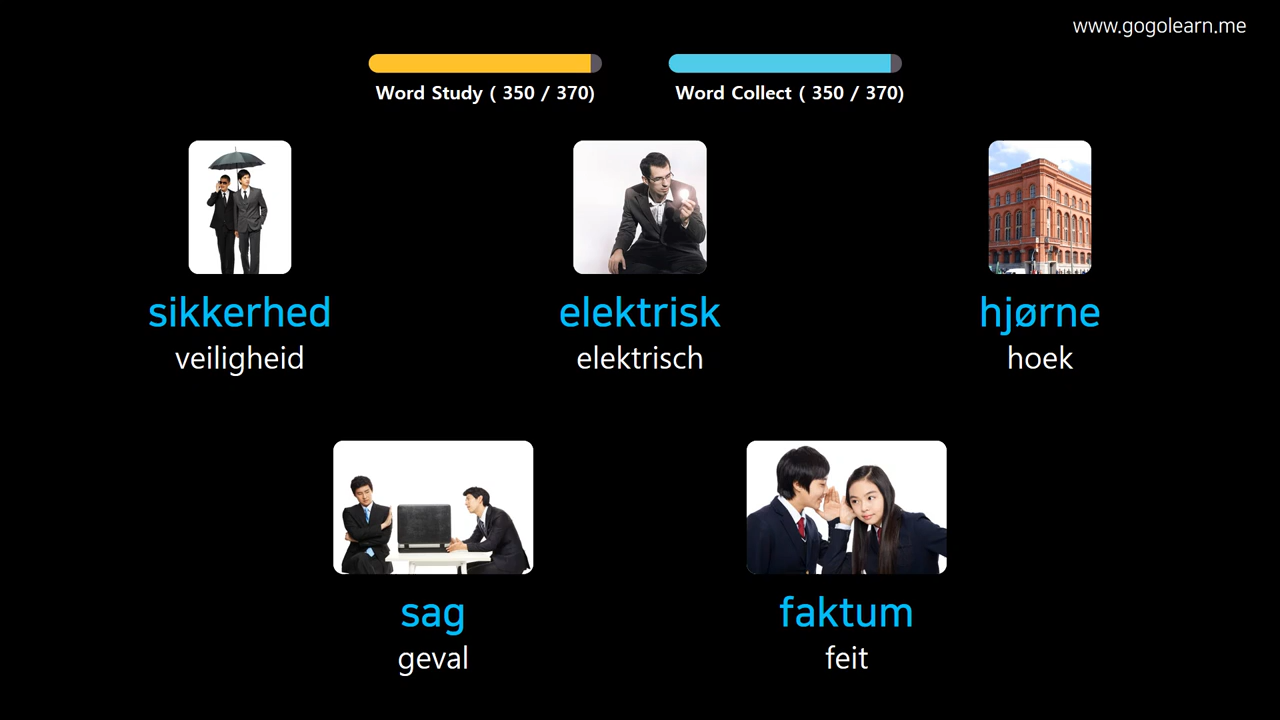 www.gogolearn.me
Word Study ( 350 / 370)
Word Collect ( 350 / 370)
sikkerhed
veiligheid
elektrisk
elektrisch
hjørne
hoek
sag
geval
faktum
feit